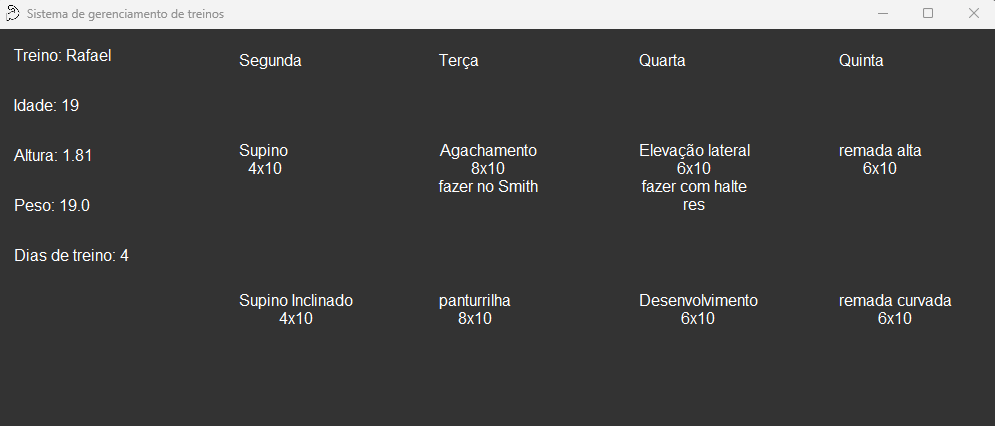 Sistema de gerenciamento de treinos
Treino: Rafael
Idade: 19
Altura: 1.81
Peso: 19.0
Dias de treino: 4
Segunda
Supino
4x10
Supino Inclinado
4x10
Terça
Agachamento
8x10
fazer no Smith
panturrilha
8x10
Quarta
Elevação lateral
6x10
fazer com halte
res
Desenvolvimento
6x10
Quinta
remada alta
6x10
remada curvada
6x10